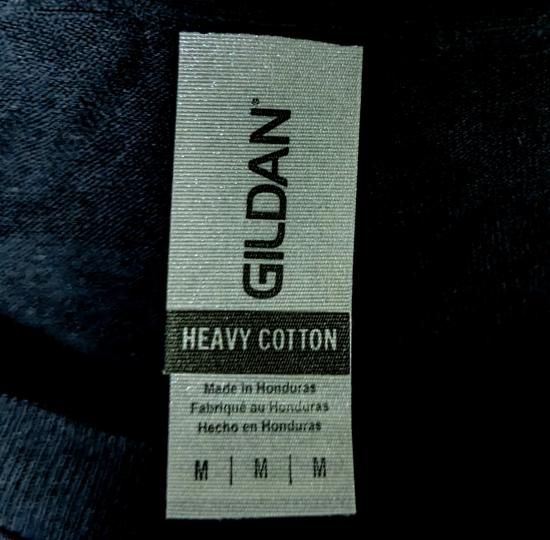 GILDAN®
HEAVY COTTON
Made in Honduras
Fabriqué au Honduras
Hecho en Honduras
M | M | M